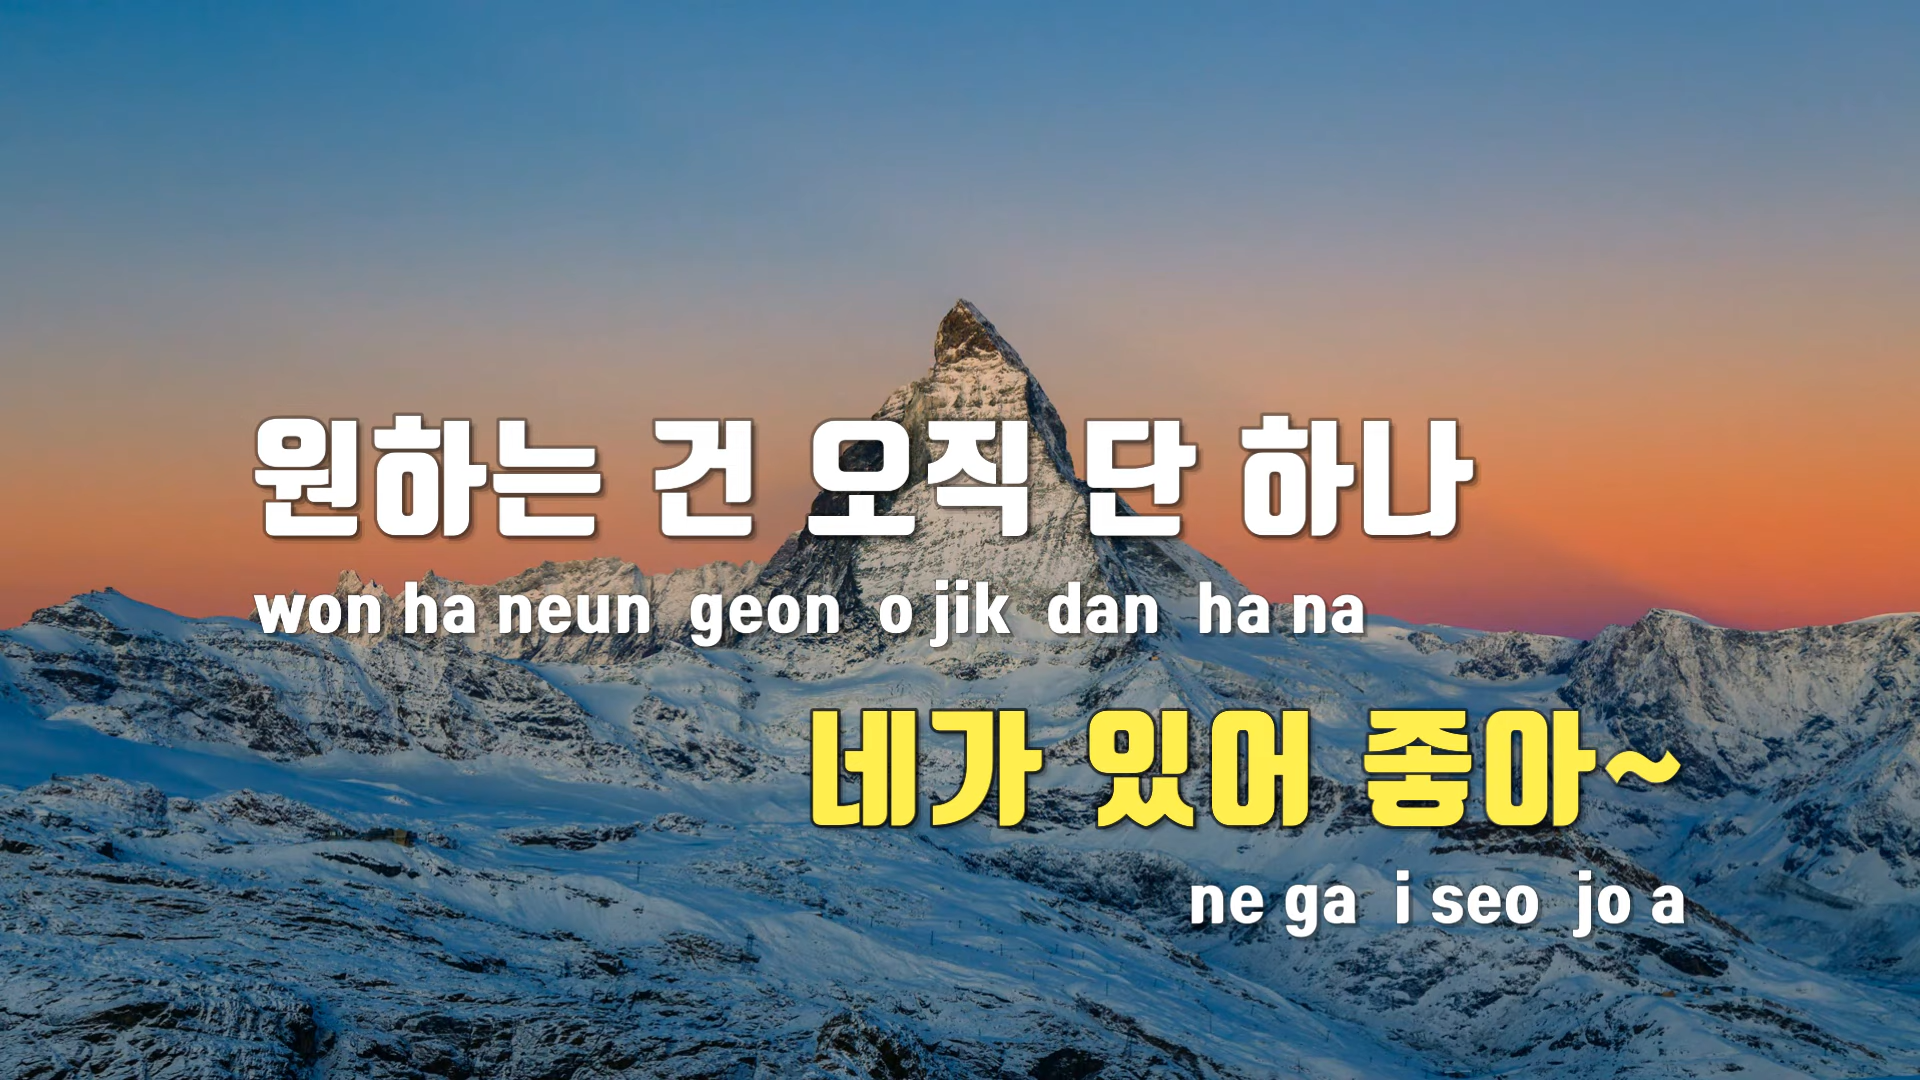 원하는 건 오직 단 하나
won ha neun geon o jik dan ha na
네가 있어 좋아~
ne ga i seo jo a